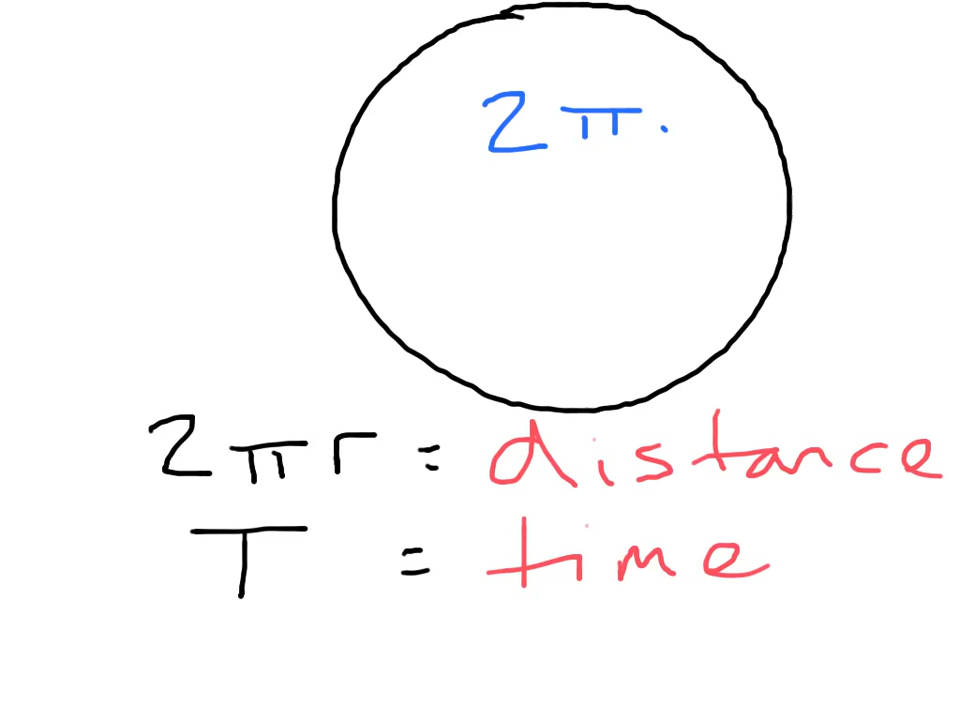 2π.
2πr = distance
T = time